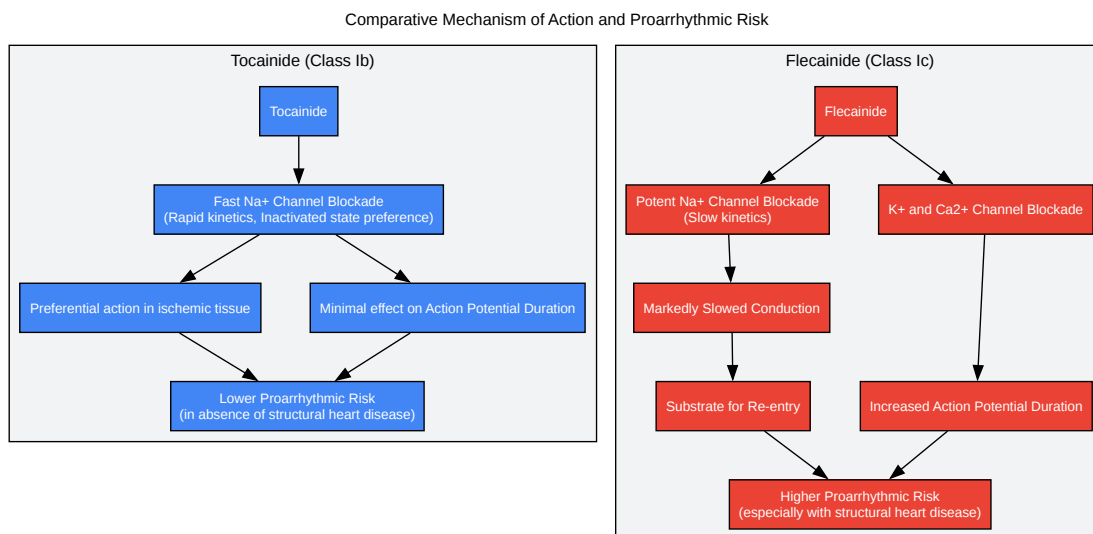 Comparative Mechanism of Action and Proarrhythmic Risk
Tocainide (Class Ib)
Tocainide
Fast Na+ Channel Blockade
(Rapid kinetics, Inactivated state preference)
Preferential action in ischemic tissue
Minimal effect on Action Potential Duration
Lower Proarrhythmic Risk
(in absence of structural heart disease)
Flecainide (Class Ic)
Flecainide
Potent Na+ Channel Blockade
(Slow kinetics)
K+ and Ca2+ Channel Blockade
Markedly Slowed Conduction
Substrate for Re-entry
Increased Action Potential Duration
Higher Proarrhythmic Risk
(especially with structural heart disease)